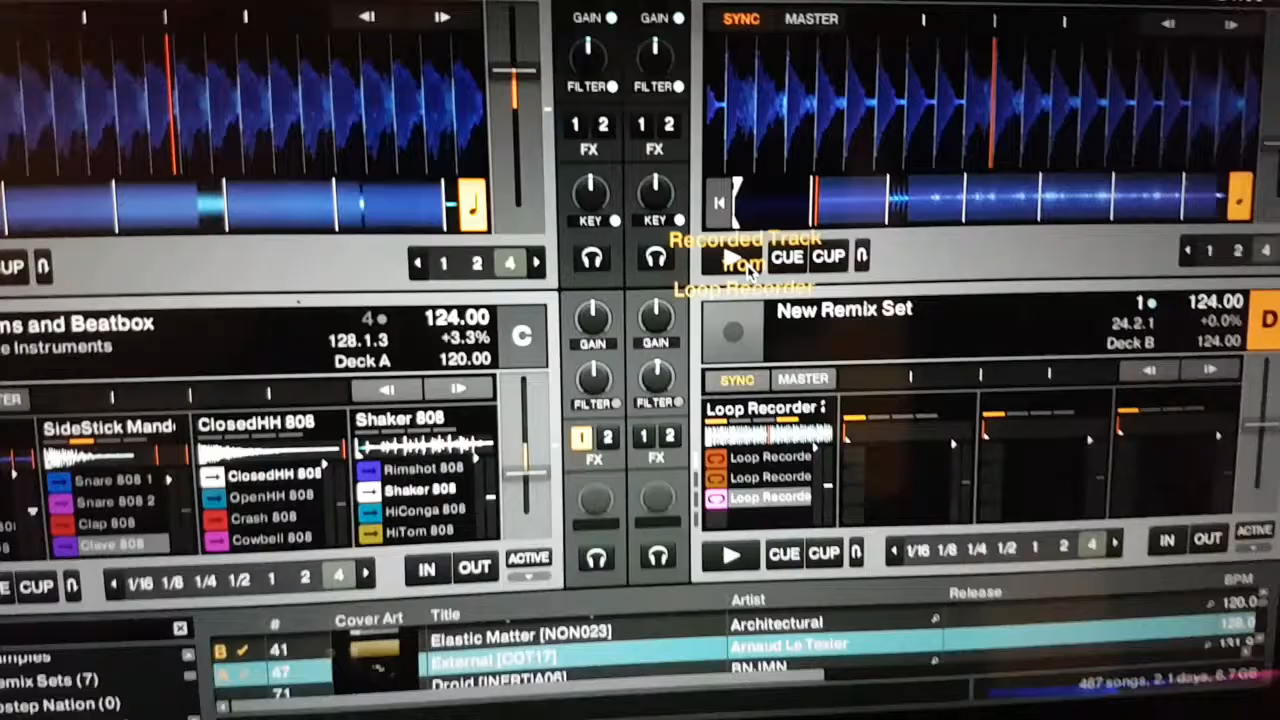 GAIN GAIN SYNC MASTER
FILTER FILTER
1 2 1 2
FX FX
KEY KEY
Recorded Track
from
Loop Recorder
UP 1 2 4 CUE CUP 1 2 4
ms and Beatbox 4 124.00
128.1.3 +3.3%
e Instruments Deck A 120.00
C
GAIN GAIN
New Remix Set 1 124.00
24.2.1 +0.0%
Deck B 124.00
D
TER FILTER FILTER SYNC MASTER
SideStick Mand ClosedHH 808 Shaker 808
Loop Recorder
Snare 808 1 ClosedHH 808 Rimshot 808
Snare 808 2 OpenHH 808 Shaker 808
Clap 808 Crash 808 HiConga 808
Clave 808 Cowbell 808 HiTom 808
1 2 1 2
FX FX
Loop Recorde
Loop Recorde
Loop Recorde
E CUP 1/16 1/8 1/4 1/2 1 2 4 IN OUT ACTIVE
CUE CUP 1/16 1/8 1/4 1/2 1 2 4 IN OUT ACTIVE
# Cover Art Title Artist Release BPM
B 41 Elastic Matter [NON023] Architectural 120.0
47 External [COT17] Arnaud Le Texier 128.0
71 Droid [INERTIA06] RNJMN
emix Sets (7)
ostep Nation (0)
467 songs, 2.1 days, 6.7GB